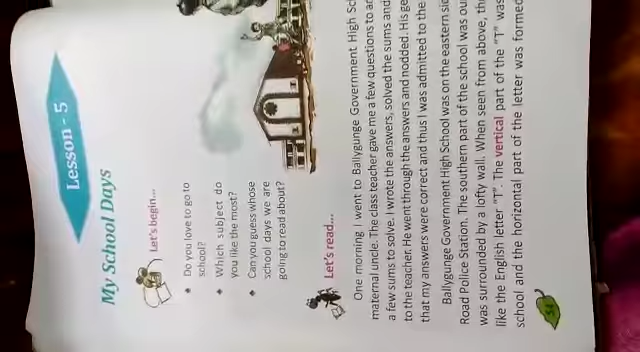 Lesson - 5
My School Days
Let's begin...
Do you love to go to
school?
Which subject do
you like the most?
Can you guess whose
school days we are
going to read about?
Let's read...
One morning I went to Ballygunge Government High
maternal uncle. The class teacher gave me a few questions to
a few sums to solve. I wrote the answers, solved the sums and
to the teacher. He went through the answers and nodded. His
that my answers were correct and thus I was admitted to the
Ballygunge Government High School was on the eastern
Road Police Station. The southern part of the school was
was surrounded by a lofty wall. When seen from above,
like the English letter "T". The vertical part of the "T" was
school and the horizontal part of the letter was formed